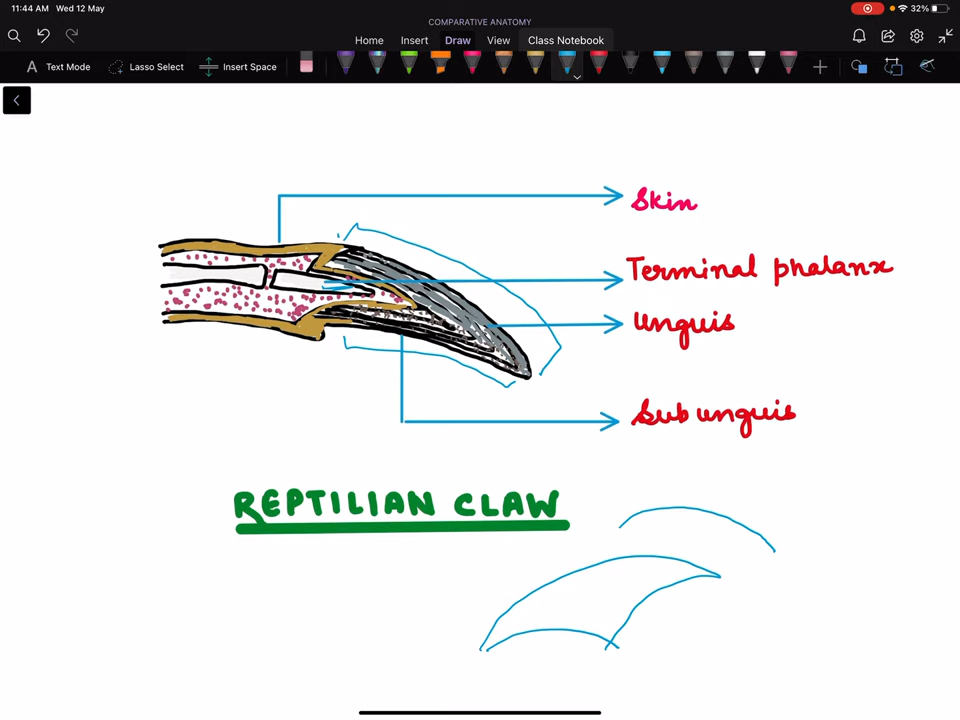 11:44 AM Wed 12 May
32%
COMPARATIVE ANATOMY
Home Insert Draw View Class Notebook
A Text Mode Lasso Select Insert Space
Skin
Terminal phalanx
Unguis
Sub unguis
REPTILIAN CLAW